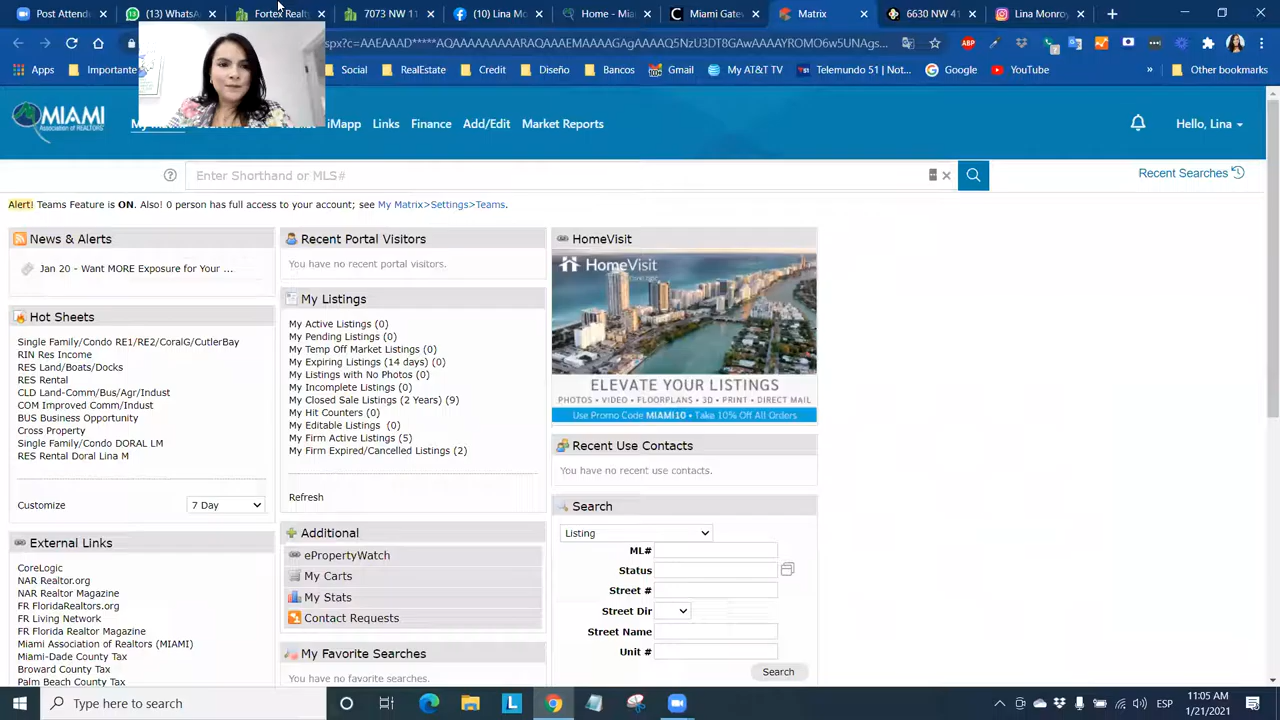 Post Attend
(13) WhatsA
Fortex Realty
7073 NW 11
(10) Lina Mo
Home - Mia
Miami Gatew
Matrix
6630 NW 41
Lina Monroy
spx?c=AAEAAAD*****AQAAAAAAAAARAQAAAEMAAAAGAgAAAAQ5NzU3DT8GAwAAAAYROMO6w5UNAgs...
Apps
Importante
Social
RealEstate
Credit
Diseño
Bancos
Gmail
My AT&T TV
Telemundo 51 | Not...
Google
YouTube
»
Other bookmarks
MIAMI
Association of REALTORS®
iMapp
Links
Finance
Add/Edit
Market Reports
Hello, Lina
Enter Shorthand or MLS#
Recent Searches
Alert! Teams Feature is ON. Also! 0 person has full access to your account; see My Matrix>Settings>Teams.
News & Alerts
Jan 20 - Want MORE Exposure for Your ...
Hot Sheets
Single Family/Condo RE1/RE2/CoralG/CutlerBay
RIN Res Income
RES Land/Boats/Docks
RES Rental
CLD Land-Comm/Bus/Agr/Indust
COM Improved Comm/Indust
BUS Business Opportunity
Cross Property
Single Family/Condo DORAL LM
RES Rental Doral Lina M
Customize
7 Day
External Links
CoreLogic
NAR Realtor.org
NAR Realtor Magazine
FR FloridaRealtors.org
FR Living Network
FR Florida Realtor Magazine
Miami Association of Realtors (MIAMI)
Miami-Dade County Tax
Broward County Tax
Palm Beach County Tax
Recent Portal Visitors
You have no recent portal visitors.
My Listings
My Active Listings (0)
My Pending Listings (0)
My Temp Off Market Listings (0)
My Expiring Listings (14 days) (0)
My Listings with No Photos (0)
My Incomplete Listings (0)
My Closed Sale Listings (2 Years) (9)
My Hit Counters (0)
My Editable Listings (0)
My Firm Active Listings (5)
My Firm Expired/Cancelled Listings (2)
Refresh
Additional
ePropertyWatch
My Carts
My Stats
Contact Requests
My Favorite Searches
You have no favorite searches.
HomeVisit
HomeVisit
ELEVATE YOUR LISTINGS
PHOTOS • VIDEO • FLOORPLANS • 3D • PRINT • DIRECT MAIL
Use Promo Code MIAMI10 • Take 10% Off All Orders
Recent Use Contacts
You have no recent use contacts.
Search
Listing
ML#
Status
Street #
Street Dir
Street Name
Unit #
Search
Type here to search
ESP
11:05 AM
1/21/2021